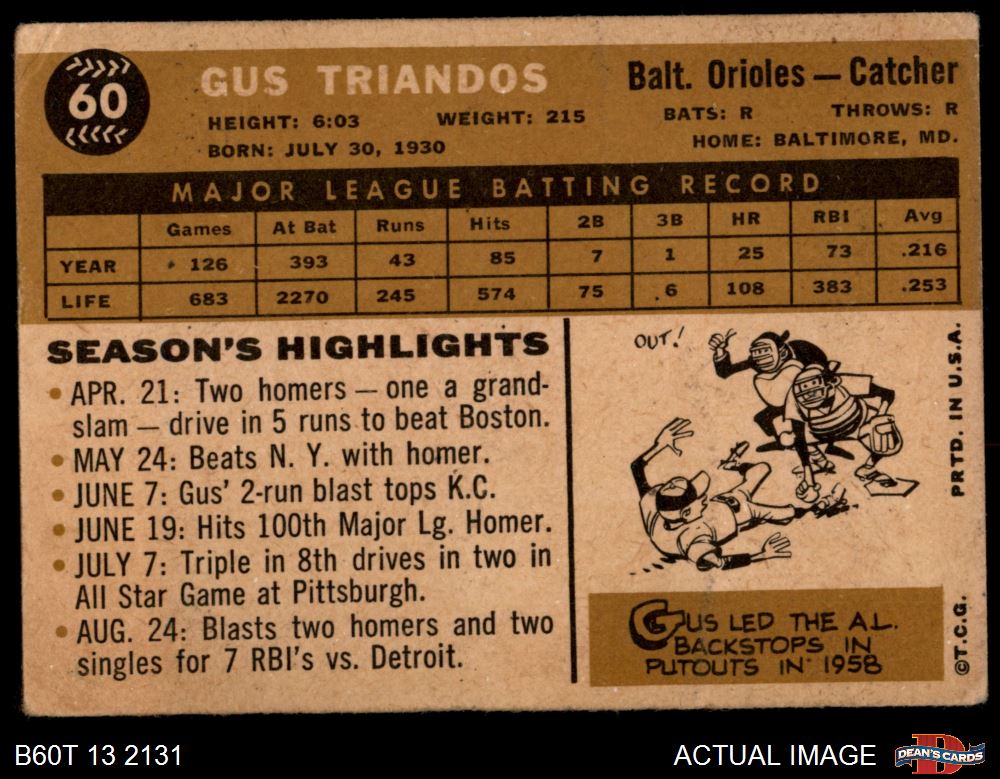 60
GUS TRIANDOS
Balt. Orioles — Catcher
HEIGHT: 6:03 WEIGHT: 215 BATS: R THROWS: R
BORN: JULY 30, 1930 HOME: BALTIMORE, MD.
MAJOR LEAGUE BATTING RECORD
Games At Bat Runs Hits 2B 3B HR RBI Avg
YEAR 126 393 43 85 7 1 25 73 .216
LIFE 683 2270 245 574 75 6 108 383 .253
SEASON'S HIGHLIGHTS
• APR. 21: Two homers — one a grand-
slam — drive in 5 runs to beat Boston.
• MAY 24: Beats N. Y. with homer.
• JUNE 7: Gus' 2-run blast tops K.C.
• JUNE 19: Hits 100th Major Lg. Homer.
• JULY 7: Triple in 8th drives in two in
All Star Game at Pittsburgh.
• AUG. 24: Blasts two homers and two
singles for 7 RBI's vs. Detroit.
OUT!
GUS LED THE A.L.
BACKSTOPS IN
PUTOUTS IN 1958
©T.C.G. PRTD. IN U.S.A.
B60T 13 2131
ACTUAL IMAGE
D
DEAN'S CARDS